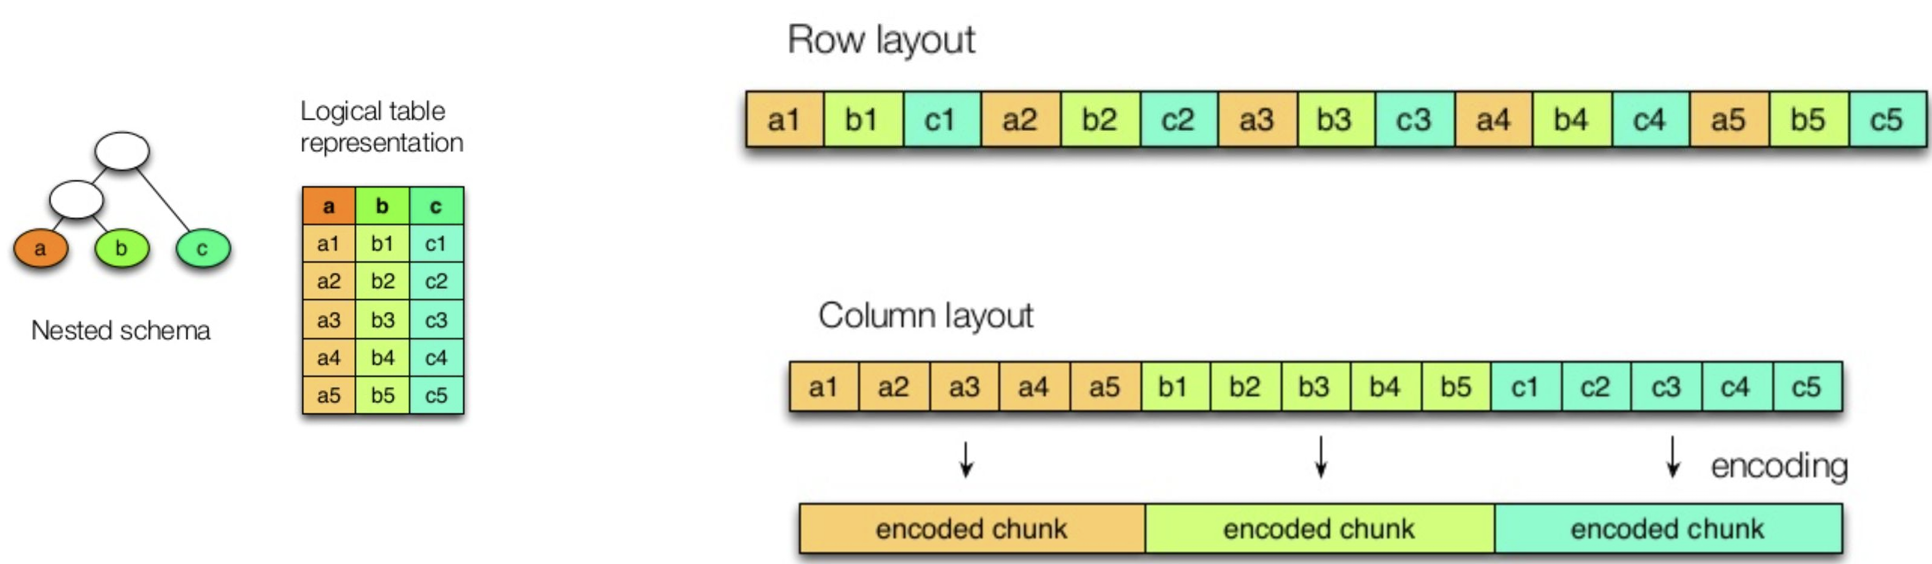 a
b
c
Nested schema
Logical table
representation
a b c
a1 b1 c1
a2 b2 c2
a3 b3 c3
a4 b4 c4
a5 b5 c5
Row layout
a1 b1 c1 a2 b2 c2 a3 b3 c3 a4 b4 c4 a5 b5 c5
Column layout
a1 a2 a3 a4 a5 b1 b2 b3 b4 b5 c1 c2 c3 c4 c5
encoding
encoded chunk encoded chunk encoded chunk